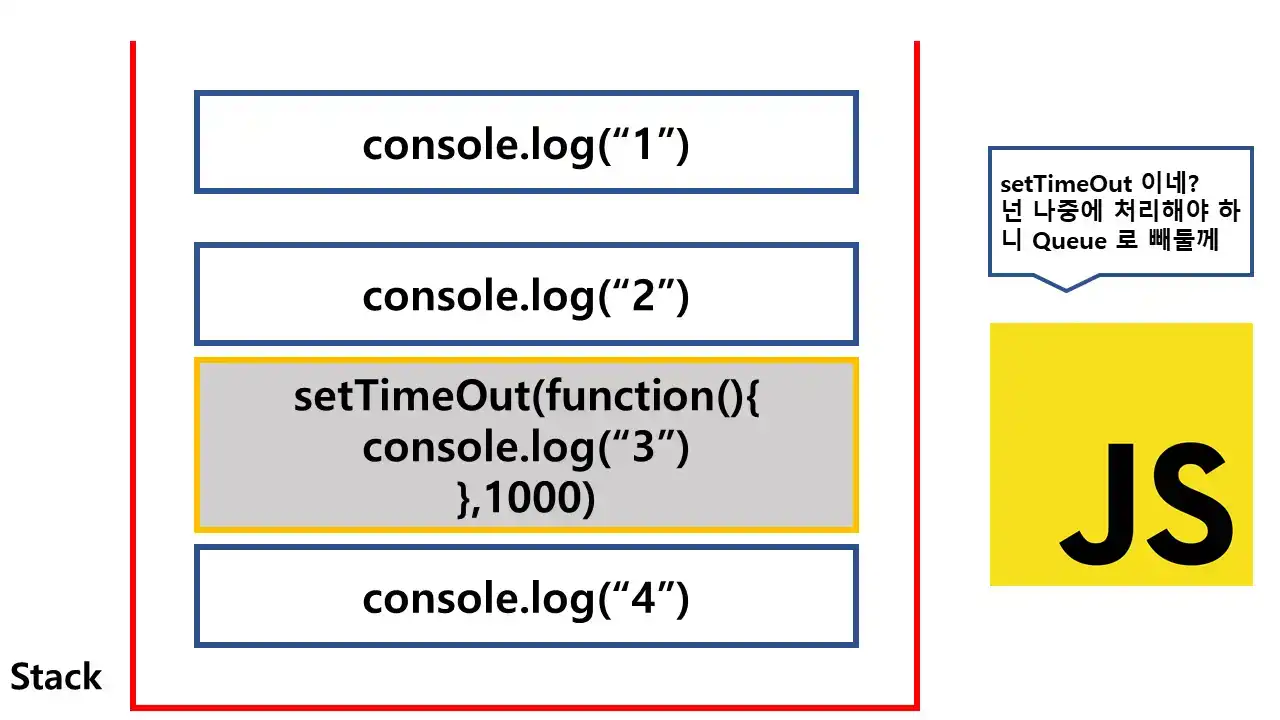 console.log(“1”)
setTimeOut 이네?
넌 나중에 처리해야 하
니 Queue 로 빼둘께
console.log(“2”)
setTimeOut(function(){
console.log(“3”)
},1000)
JS
console.log(“4”)
Stack